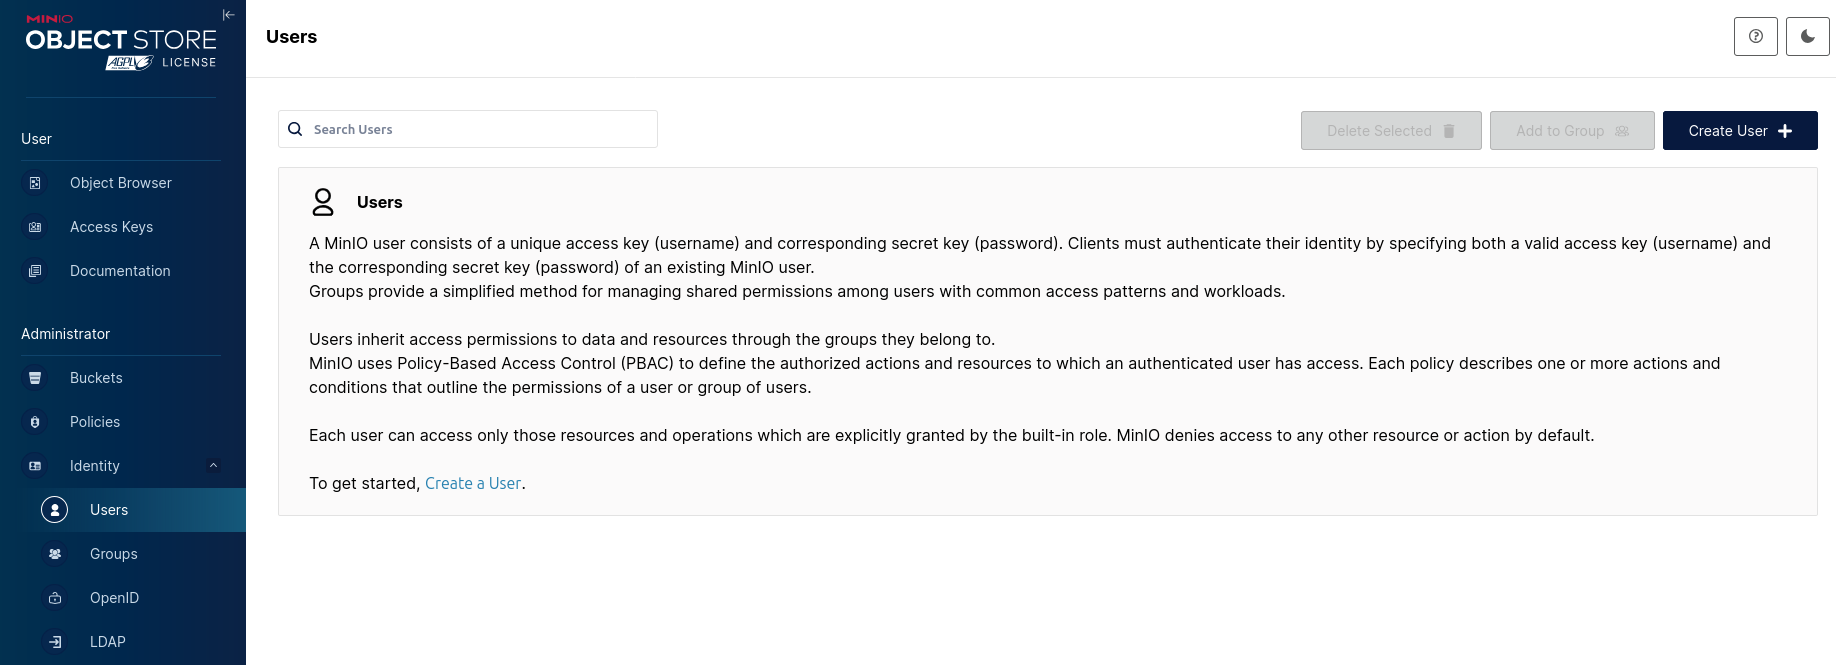 MINIO
OBJECT STORE
AGPLv3 LICENSE
User
Object Browser
Access Keys
Documentation
Administrator
Buckets
Policies
Identity
Users
Groups
OpenID
LDAP
Users
Search Users
Delete Selected
Add to Group
Create User
Users
A MinIO user consists of a unique access key (username) and corresponding secret key (password). Clients must authenticate their identity by specifying both a valid access key (username) and
the corresponding secret key (password) of an existing MinIO user.
Groups provide a simplified method for managing shared permissions among users with common access patterns and workloads.
Users inherit access permissions to data and resources through the groups they belong to.
MinIO uses Policy-Based Access Control (PBAC) to define the authorized actions and resources to which an authenticated user has access. Each policy describes one or more actions and
conditions that outline the permissions of a user or group of users.
Each user can access only those resources and operations which are explicitly granted by the built-in role. MinIO denies access to any other resource or action by default.
To get started, Create a User.